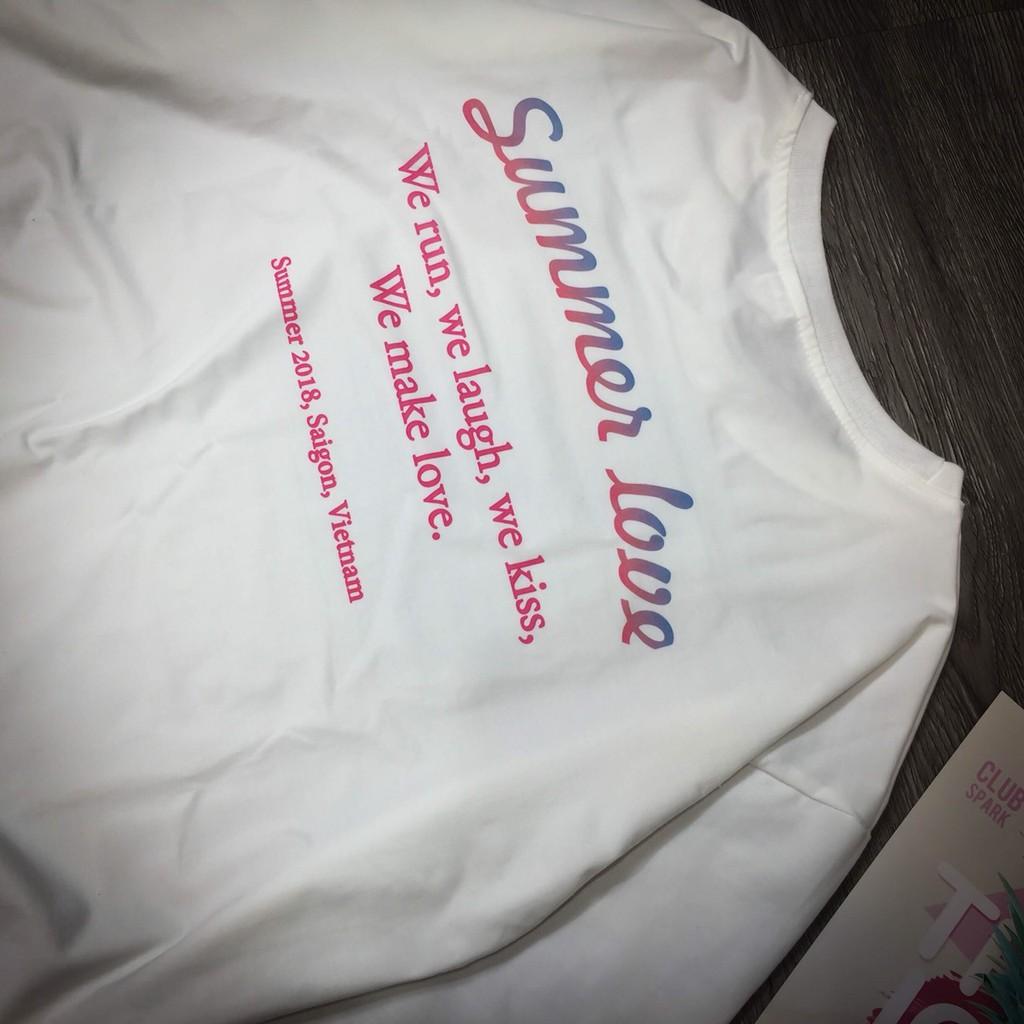 Summer love
We run, we laugh, we kiss,
We make love.
Summer 2018, Saigon, Vietnam
CLUB
SPARK